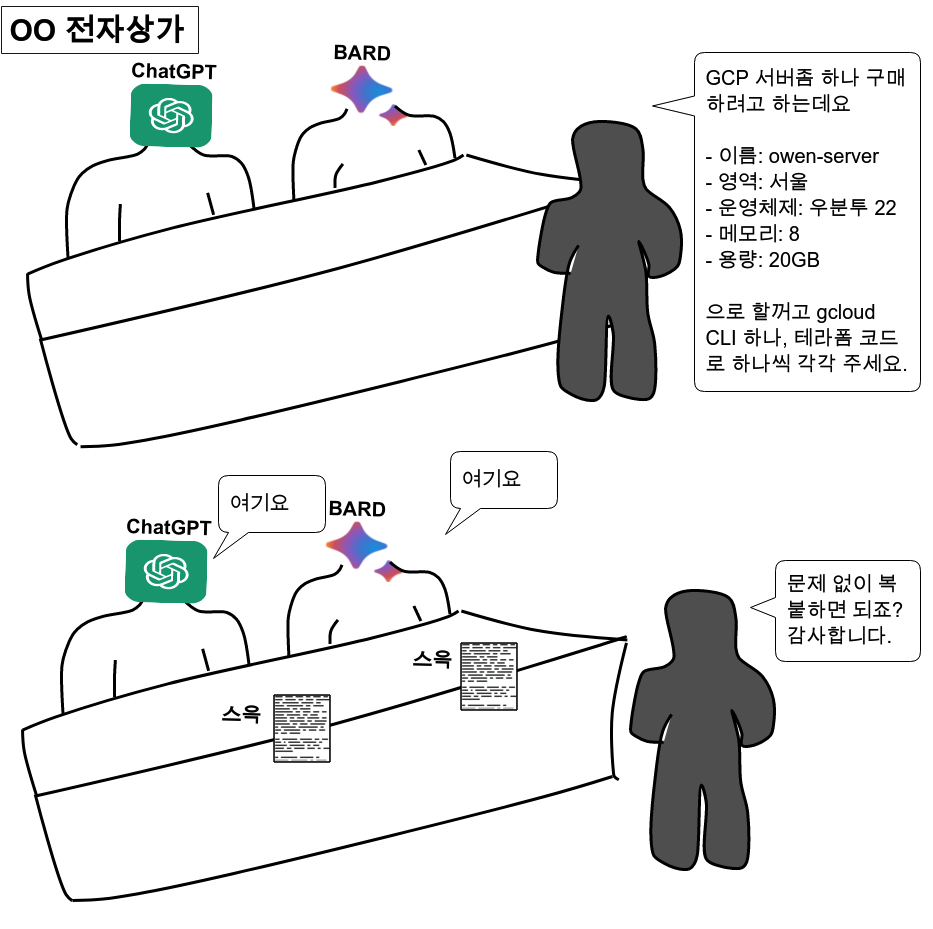 OO 전자상가
ChatGPT
BARD
GCP 서버좀 하나 구매
하려고 하는데요
- 이름: owen-server
- 영역: 서울
- 운영체제: 우분투 22
- 메모리: 8
- 용량: 20GB
으로 할꺼고 gcloud
CLI 하나, 테라폼 코드
로 하나씩 각각 주세요.
여기요
여기요
ChatGPT
BARD
스윽
스윽
문제 없이 복
붙하면 되죠?
감사합니다.